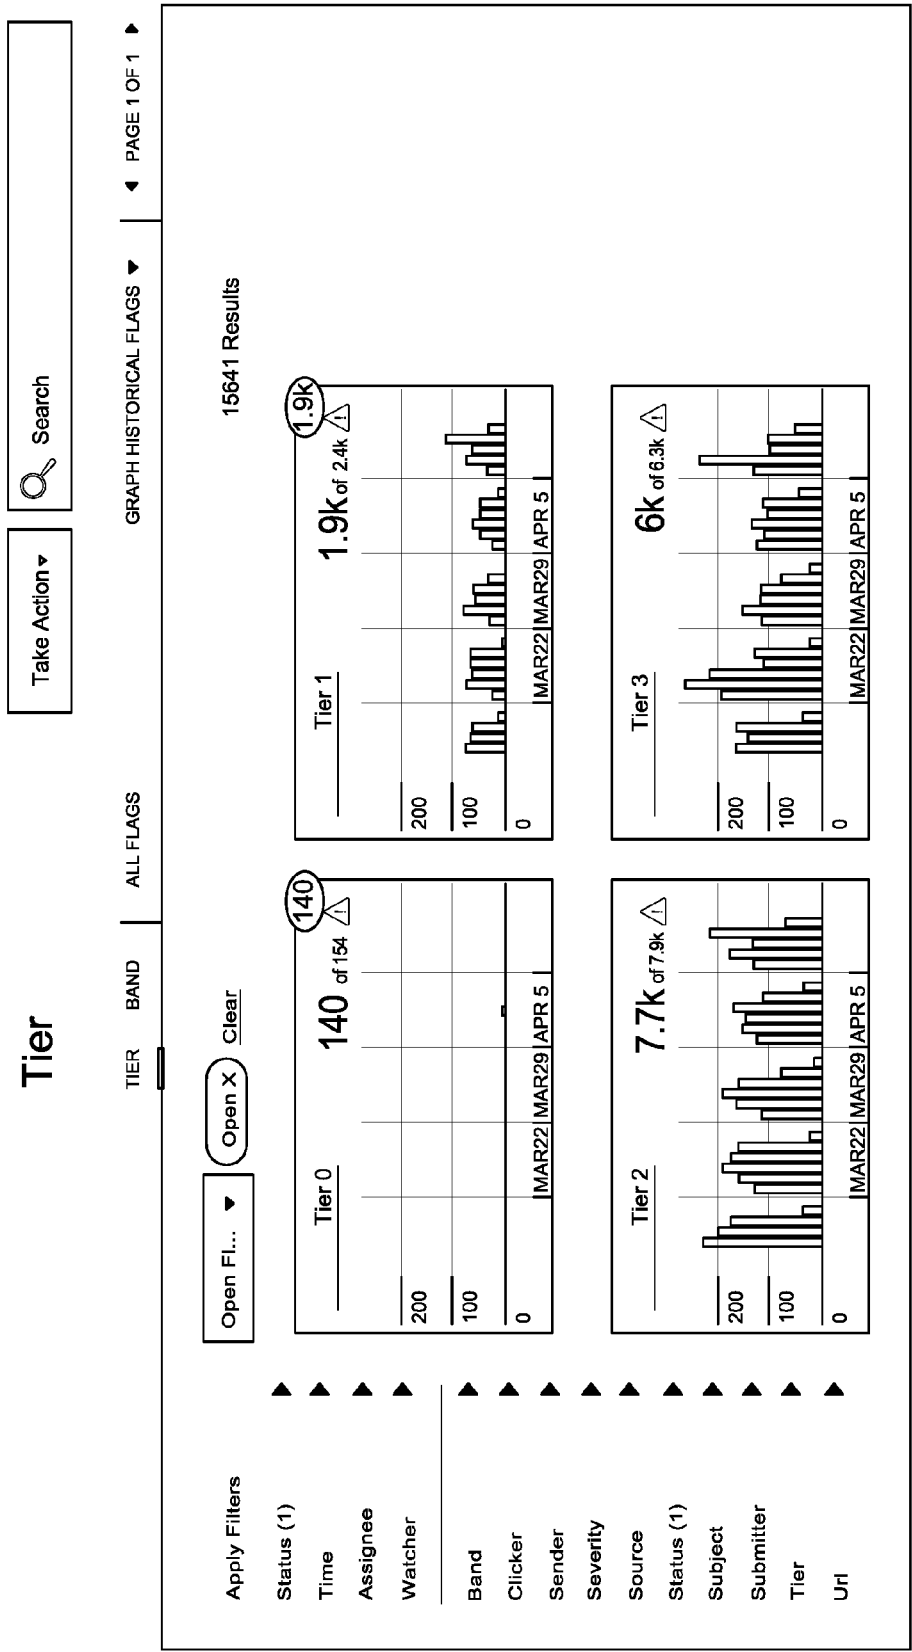 Tier
Take Action
Search
TIER BAND ALL FLAGS GRAPH HISTORICAL FLAGS PAGE 1 OF 1
Apply Filters
Status (1)
Time
Assignee
Watcher
Band
Clicker
Sender
Severity
Source
Status (1)
Subject
Submitter
Tier
Url
Open Fl... Open X Clear
15641 Results
140
Tier 0 140 of 154
200
100
0
MAR22 MAR29 APR 5
1.9k
Tier 1 1.9k of 2.4k
200
100
0
MAR22 MAR29 APR 5
Tier 2 7.7k of 7.9k
200
100
0
MAR22 MAR29 APR 5
Tier 3 6k of 6.3k
200
100
0
MAR22 MAR29 APR 5